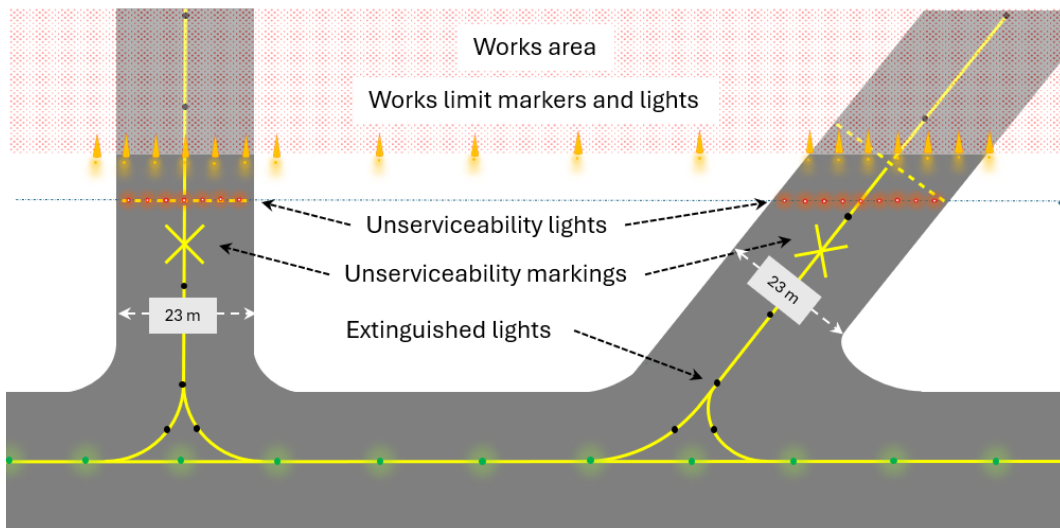 Works area
Works limit markers and lights
Unserviceability lights
Unserviceability markings
23 m
23 m
Extinguished lights